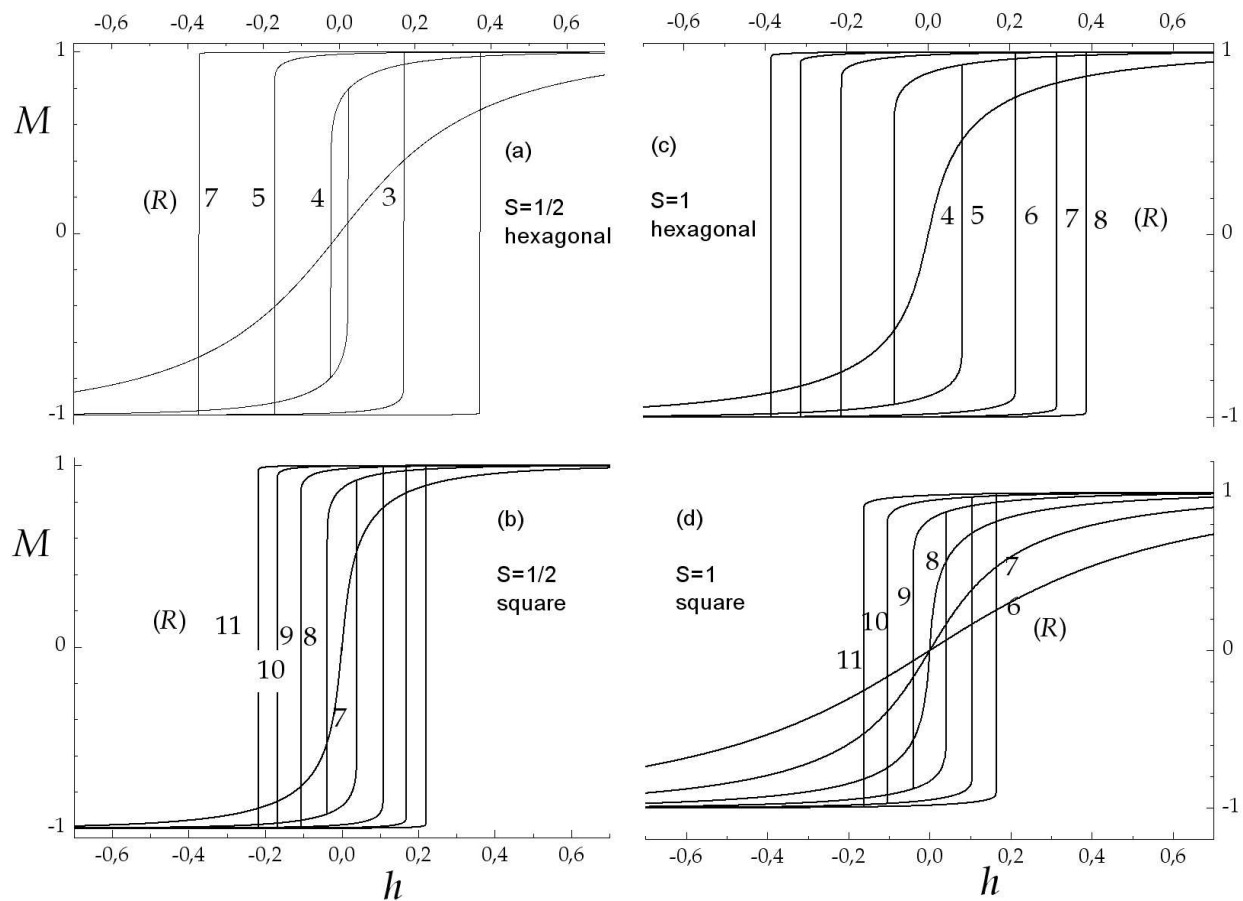 -0,6 -0,4 -0,2 0,0 0,2 0,4 0,6
-0,6 -0,4 -0,2 0,0 0,2 0,4 0,6
1
M
(a)
(R) 7 5 4 3
S=1/2
hexagonal
0
-1
1
(c)
S=1
hexagonal
4 5 6 7 8 (R)
0
-1
1
M
(b)
S=1/2
square
(R) 11 9 8
10
0
7
-1
-0,6 -0,4 -0,2 0,0 0,2 0,4 0,6
h
1
(d)
S=1
square
8 7
9 6
10 (R)
11
0
-1
-0,6 -0,4 -0,2 0,0 0,2 0,4 0,6
h